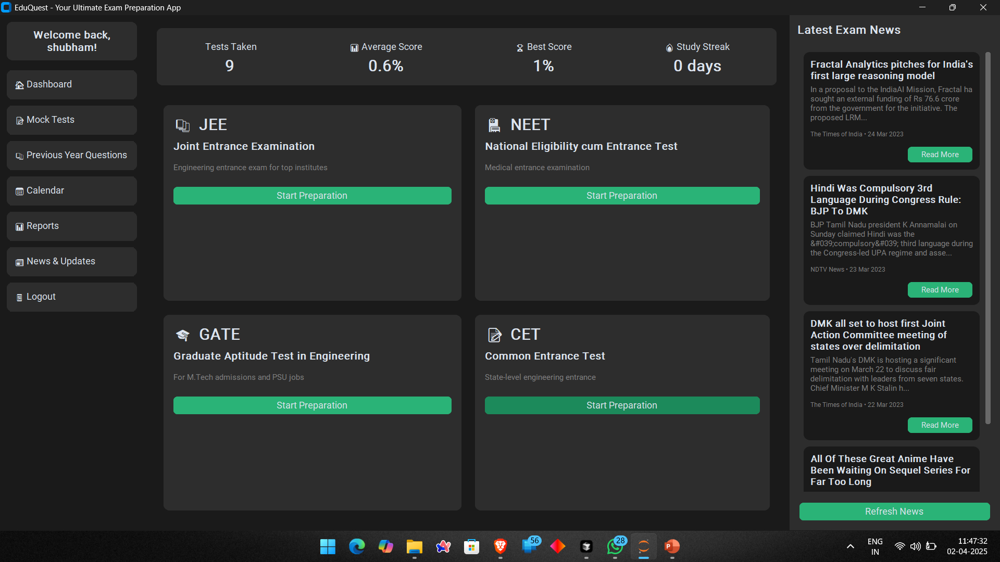 EduQuest - Your Ultimate Exam Preparation App
Welcome back,
shubham!
Dashboard
Mock Tests
Previous Year Questions
Calendar
Reports
News & Updates
Logout
Tests Taken
9
Average Score
0.6%
Best Score
1%
Study Streak
0 days
JEE
Joint Entrance Examination
Engineering entrance exam for top institutes
Start Preparation
NEET
National Eligibility cum Entrance Test
Medical entrance examination
Start Preparation
GATE
Graduate Aptitude Test in Engineering
For M.Tech admissions and PSU jobs
Start Preparation
CET
Common Entrance Test
State-level engineering entrance
Start Preparation
Latest Exam News
Fractal Analytics pitches for India's
first large reasoning model
In a proposal to the IndiaAI Mission, Fractal ha
sought an external funding of Rs 76.6 crore
from the government for the initiative. The
proposed LRM...
The Times of India • 24 Mar 2023
Read More
Hindi Was Compulsory 3rd
Language During Congress Rule:
BJP To DMK
BJP Tamil Nadu president K Annamalai on
Sunday claimed Hindi was the
&#039;compulsory&#039; third language during
the Congress-led UPA regime and asse...
NDTV News • 23 Mar 2023
Read More
DMK all set to host first Joint
Action Committee meeting of
states over delimitation
Tamil Nadu's DMK is hosting a significant
meeting on March 22 to discuss fair
delimitation with leaders from seven states.
Chief Minister M K Stalin h...
The Times of India • 22 Mar 2023
Read More
All Of These Great Anime Have
Been Waiting On Sequel Series For
Far Too Long
Refresh News
56
28
P
ENG
IN
11:47:32
02-04-2025